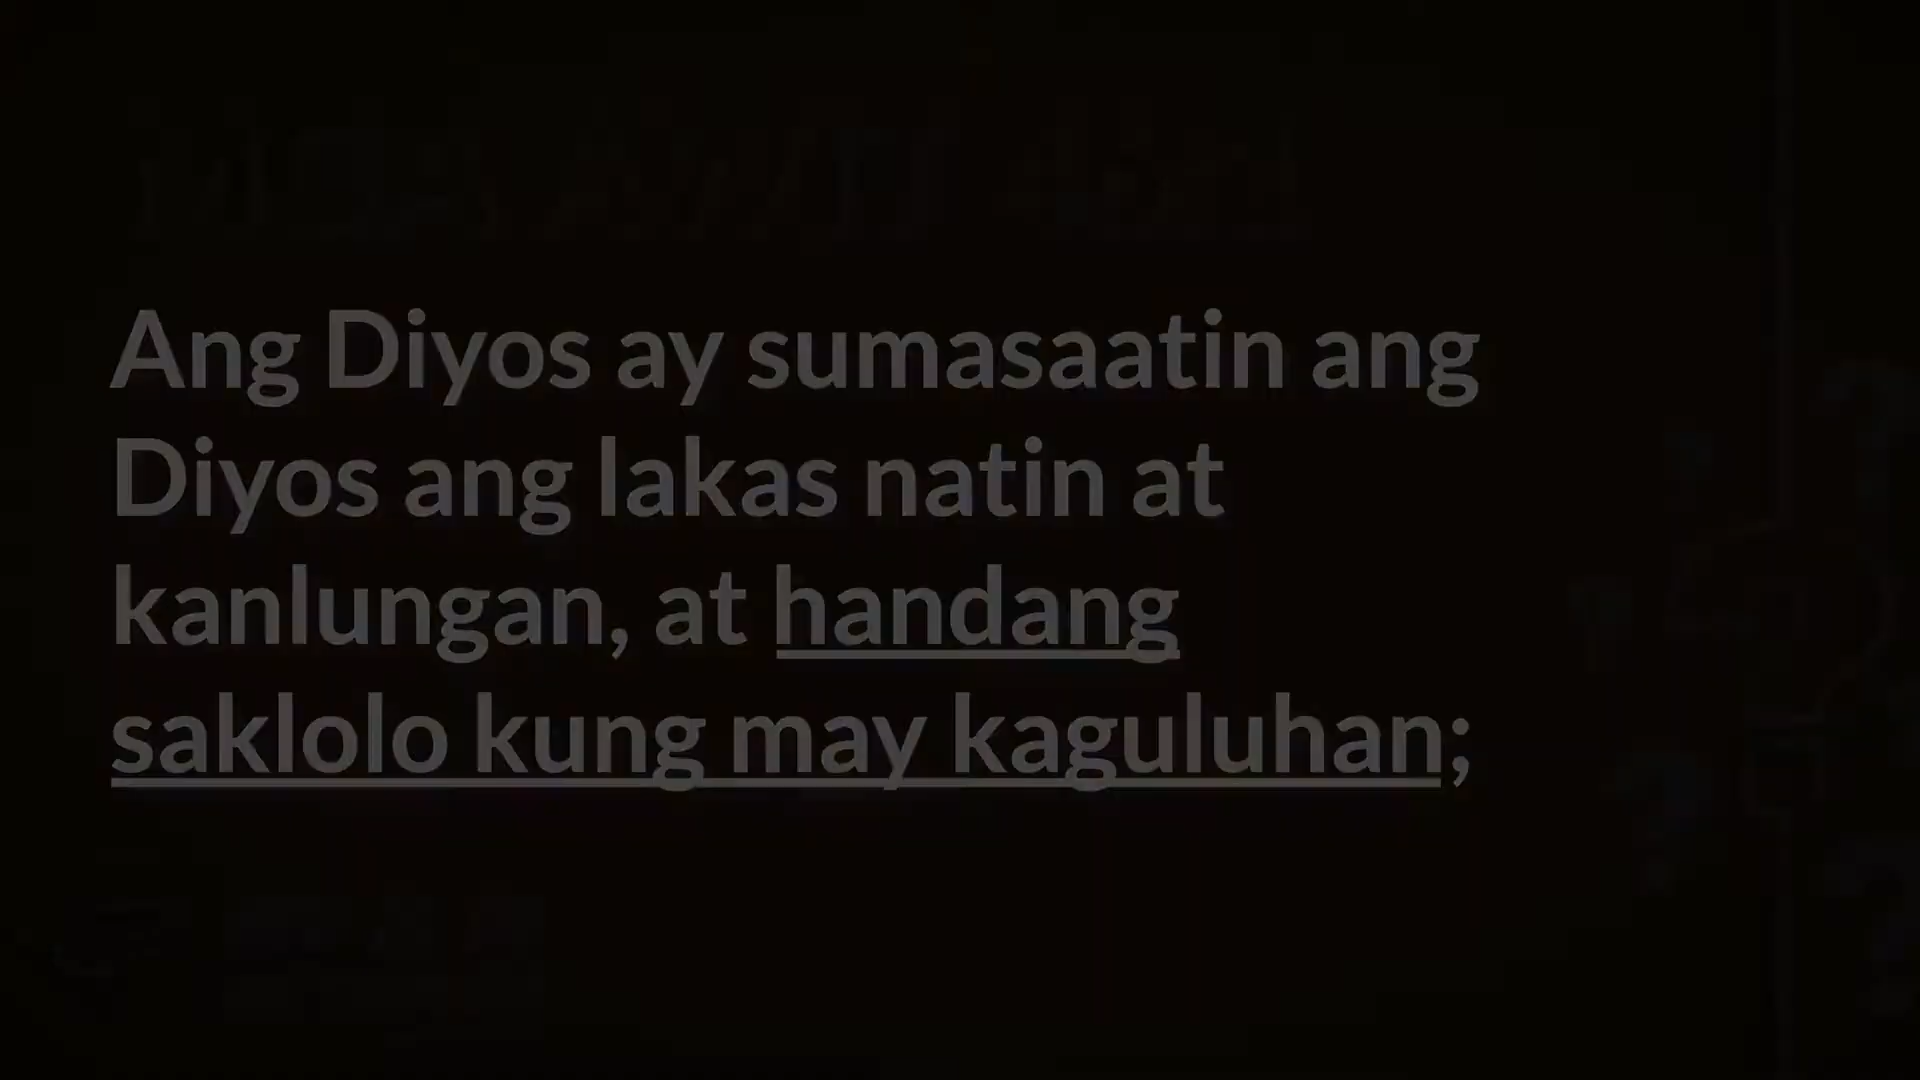 Ang Diyos ay sumasaatin ang
Diyos ang lakas natin at
kanlungan, at handang
saklolo kung may kaguluhan;